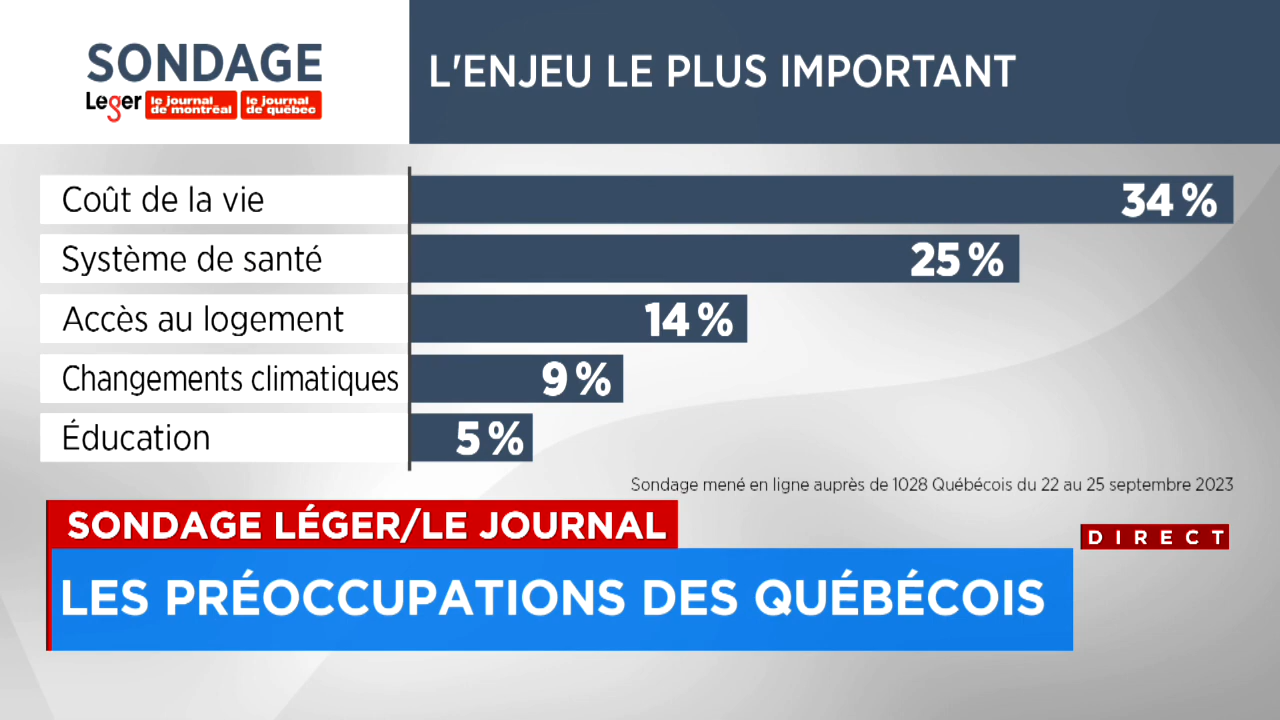 SONDAGE
Leger le journal de montréal le journal de québec
L'ENJEU LE PLUS IMPORTANT
Coût de la vie 34 %
Système de santé 25 %
Accès au logement 14 %
Changements climatiques 9 %
Éducation 5 %
Sondage mené en ligne auprès de 1028 Québécois du 22 au 25 septembre 2023
SONDAGE LÉGER/LE JOURNAL
DIRECT
LES PRÉOCCUPATIONS DES QUÉBÉCOIS